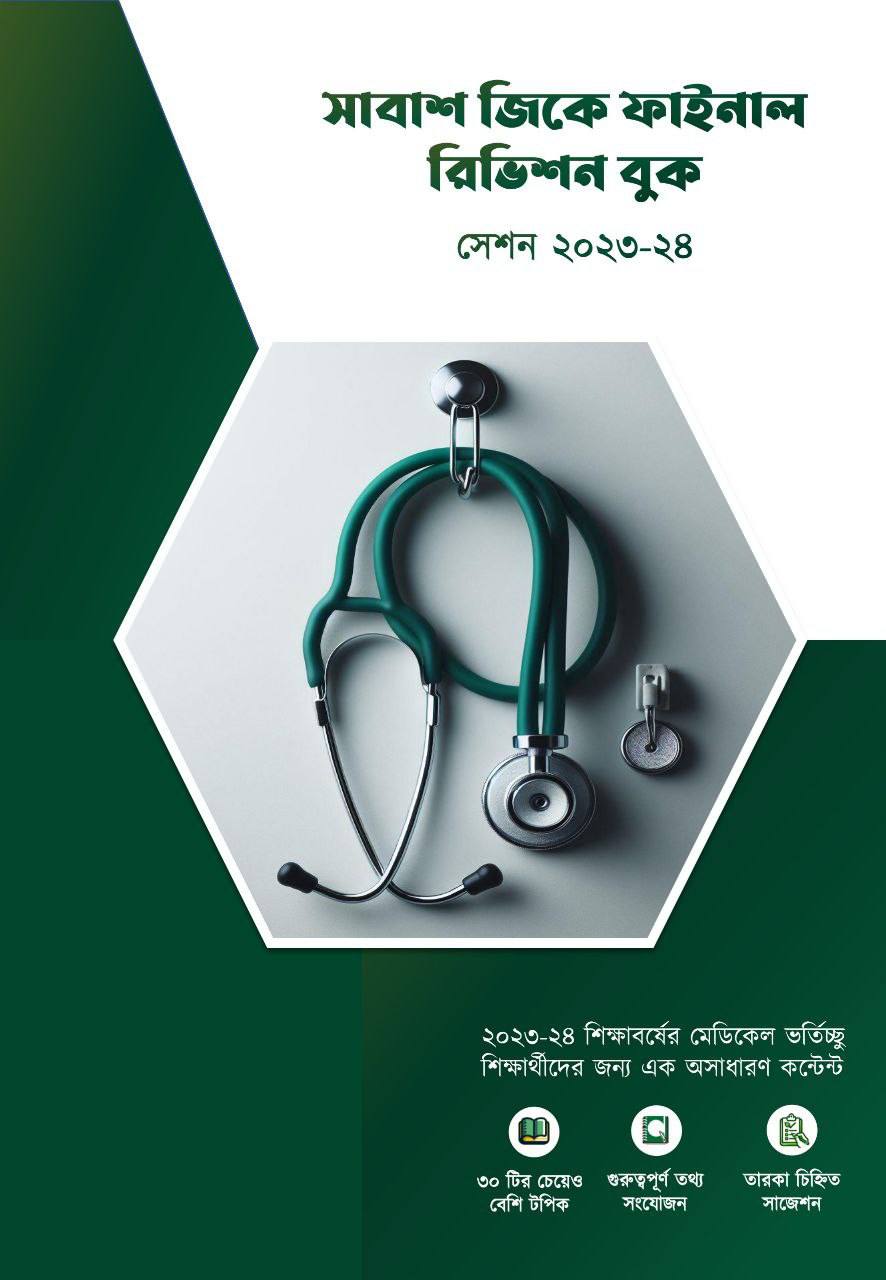 সাবাশ জিকে ফাইনাল
রিভিশন বুক
সেশন ২০২৩-২৪
২০২৩-২৪ শিক্ষাবর্ষের মেডিকেল ভর্তিচ্ছু
শিক্ষার্থীদের জন্য এক অসাধারণ কন্টেন্ট
৩০ টির চেয়েও
বেশি টপিক
গুরুত্বপূর্ণ তথ্য
সংযোজন
তারকা চিহ্নিত
সাজেশন